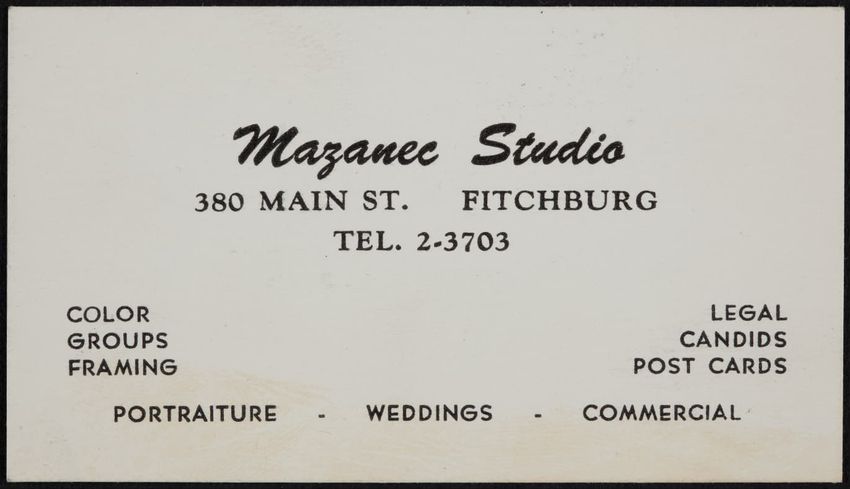 Mazanec Studio
380 MAIN ST. FITCHBURG
TEL. 2-3703
COLOR
GROUPS
FRAMING
LEGAL
CANDIDS
POST CARDS
PORTRAITURE - WEDDINGS - COMMERCIAL